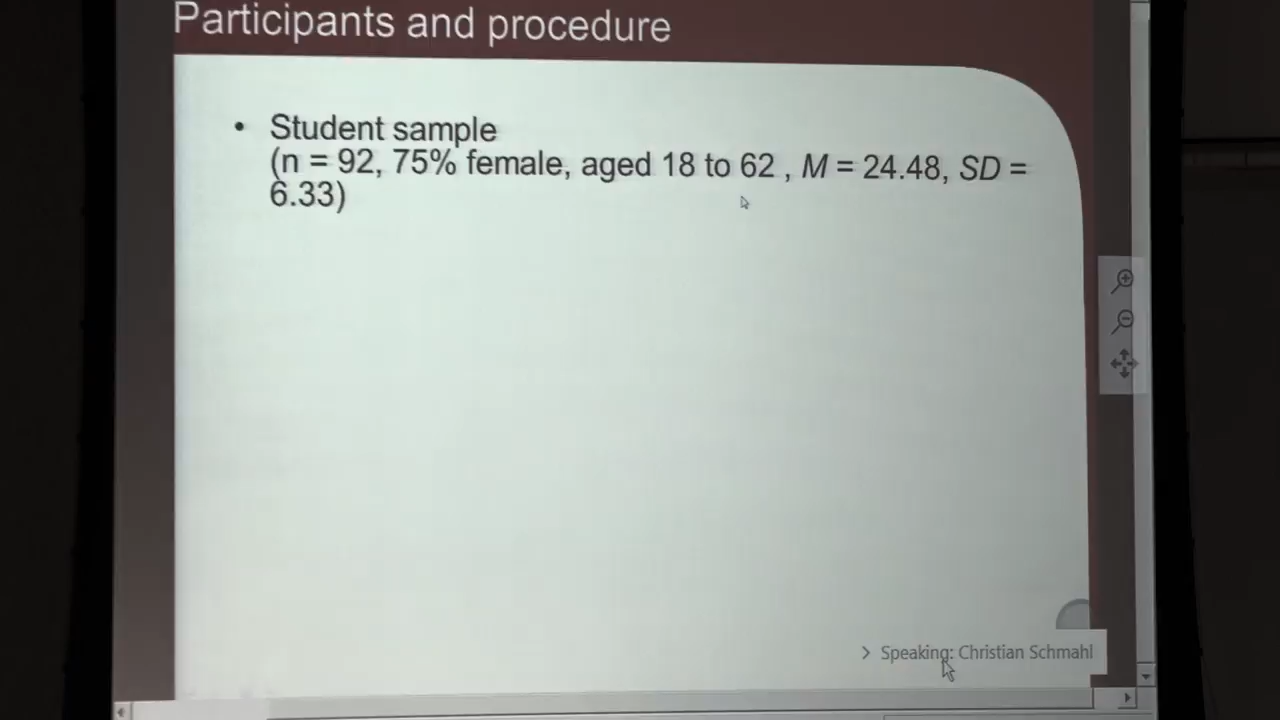 Participants and procedure
• Student sample
(n = 92, 75% female, aged 18 to 62 , M = 24.48, SD =
6.33)
> Speaking: Christian Schmahl